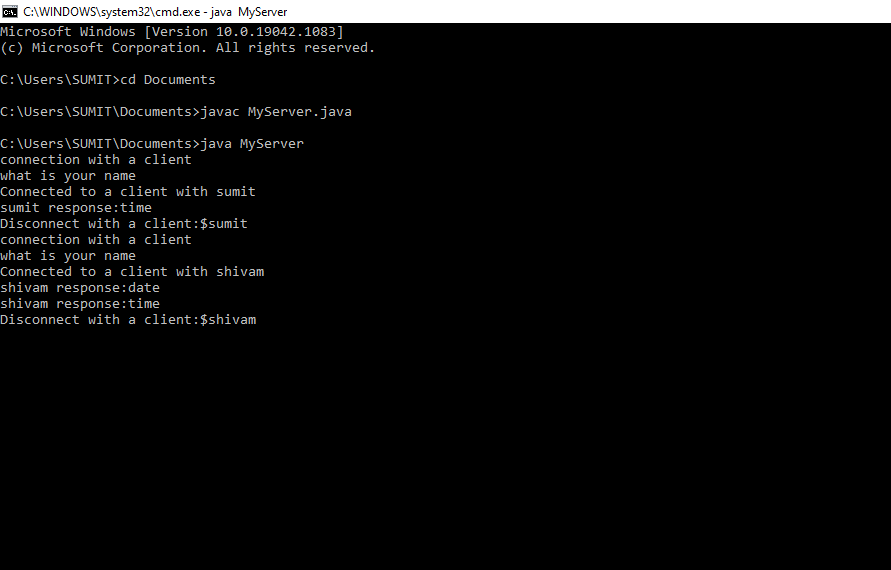 C:\WINDOWS\system32\cmd.exe - java  MyServer
Microsoft Windows [Version 10.0.19042.1083]
(c) Microsoft Corporation. All rights reserved.
C:\Users\SUMIT>cd Documents
C:\Users\SUMIT\Documents>javac MyServer.java
C:\Users\SUMIT\Documents>java MyServer
connection with a client
what is your name
Connected to a client with sumit
sumit response:time
Disconnect with a client:$sumit
connection with a client
what is your name
Connected to a client with shivam
shivam response:date
shivam response:time
Disconnect with a client:$shivam